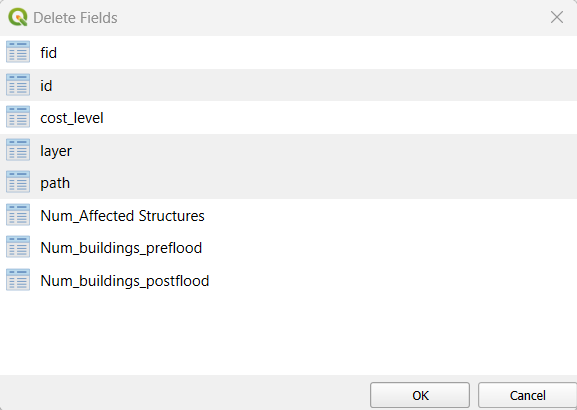 Delete Fields
fid
id
cost_level
layer
path
Num_Affected Structures
Num_buildings_preflood
Num_buildings_postflood
OK Cancel